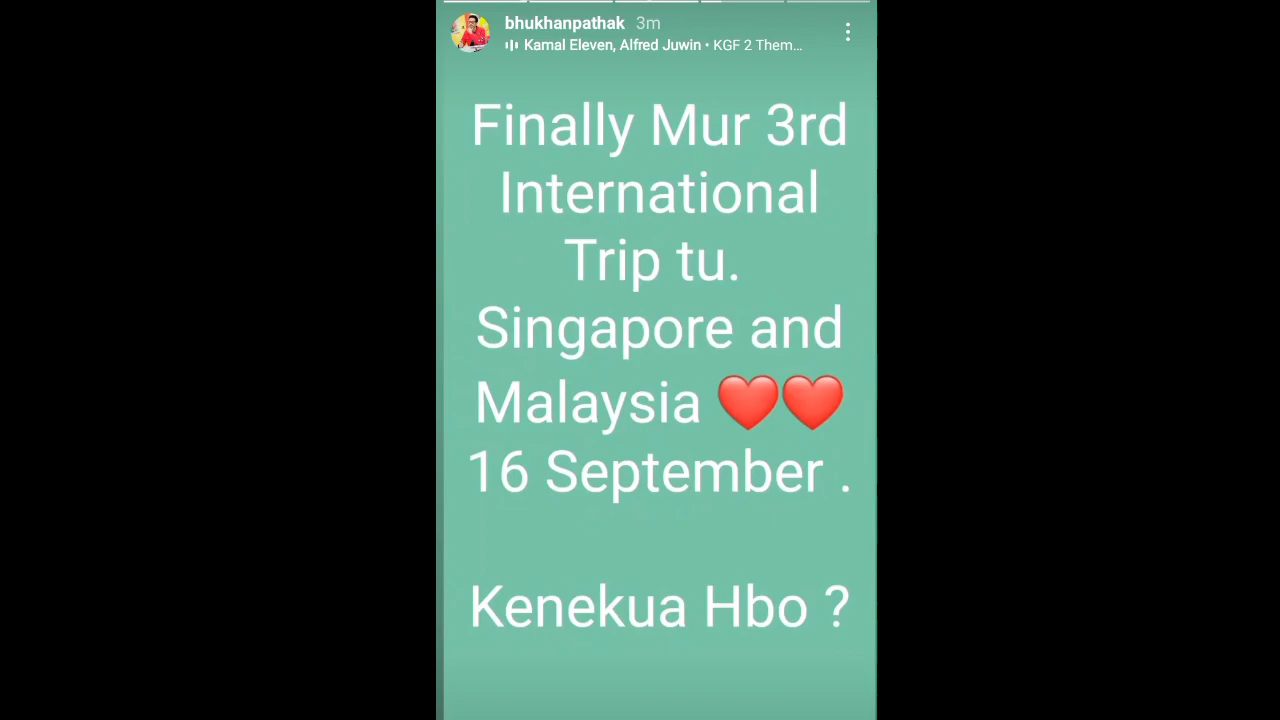 bhukhanpathak 3m
Kamal Eleven, Alfred Juwin • KGF 2 Them...
Finally Mur 3rd
International
Trip tu.
Singapore and
Malaysia ❤️❤️
16 September .
Kenekua Hbo ?